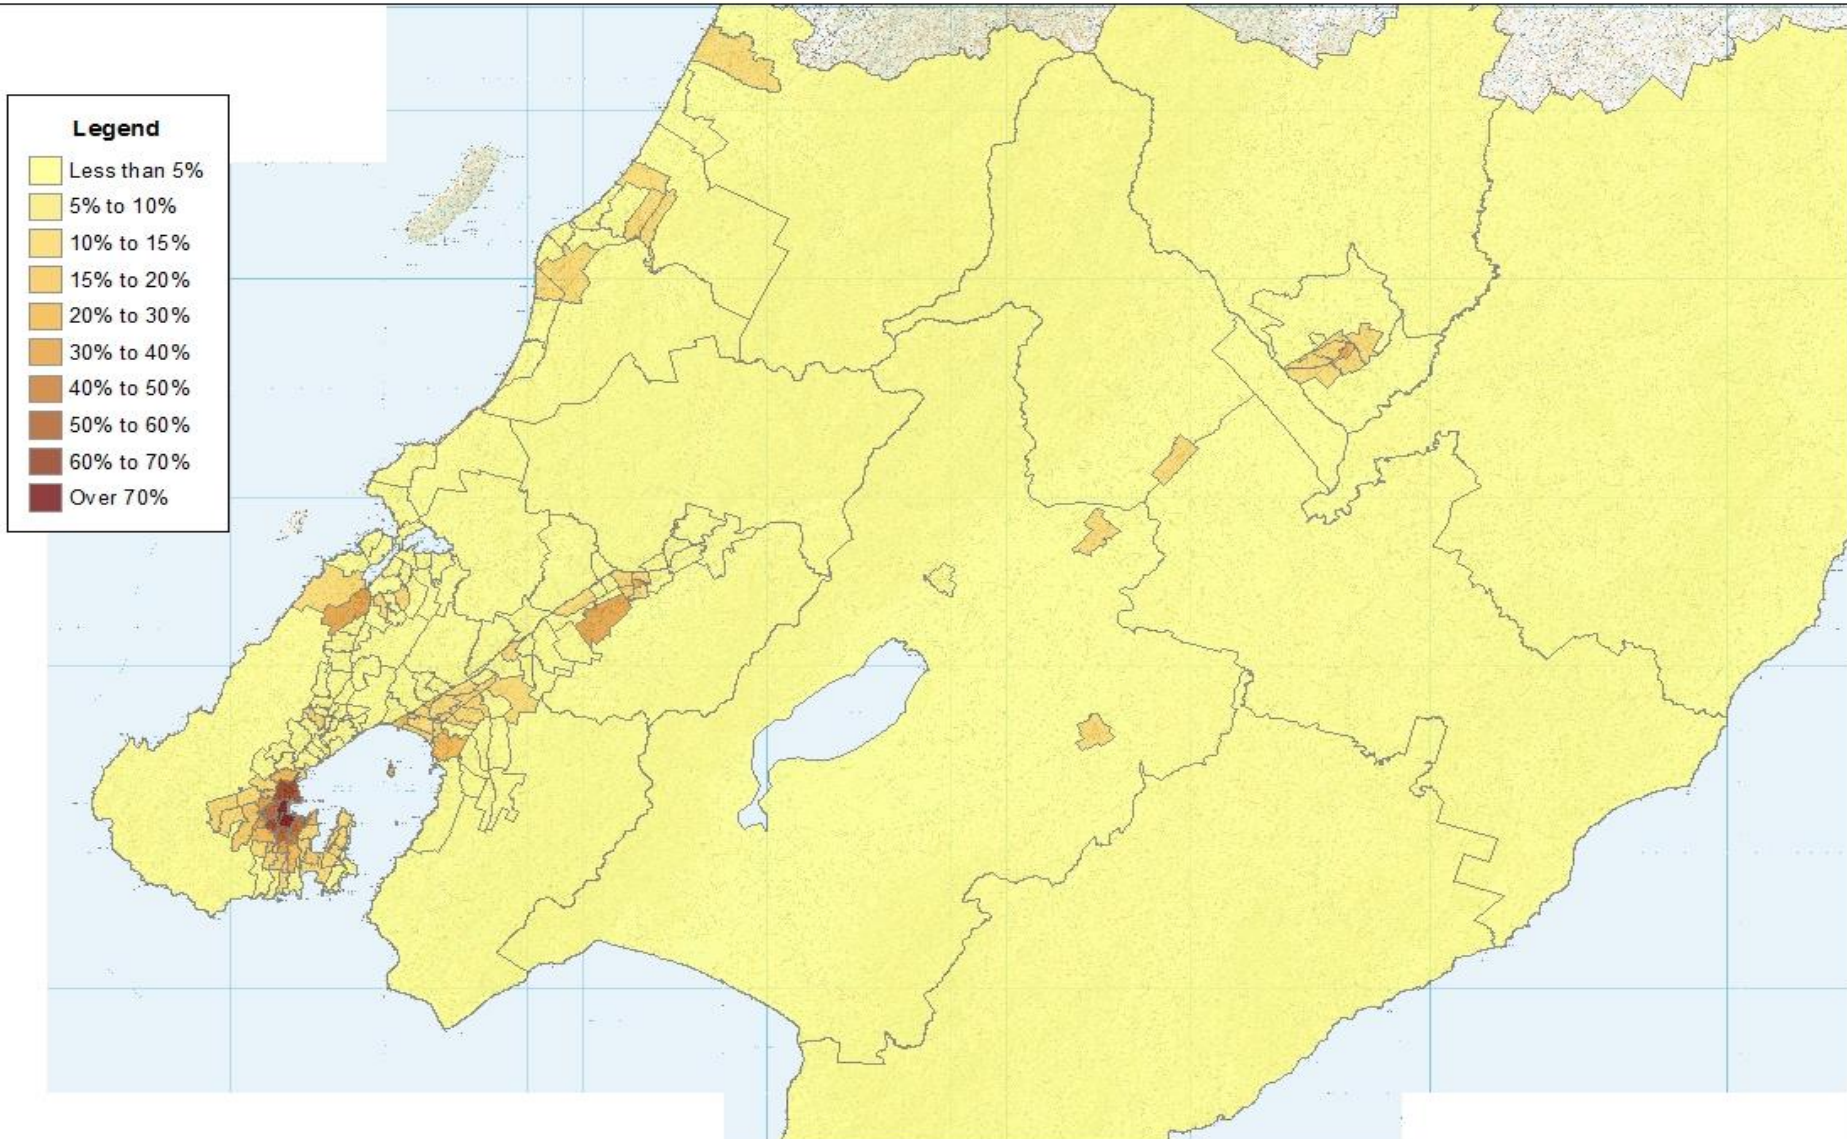 Legend
Less than 5%
5% to 10%
10% to 15%
15% to 20%
20% to 30%
30% to 40%
40% to 50%
50% to 60%
60% to 70%
Over 70%